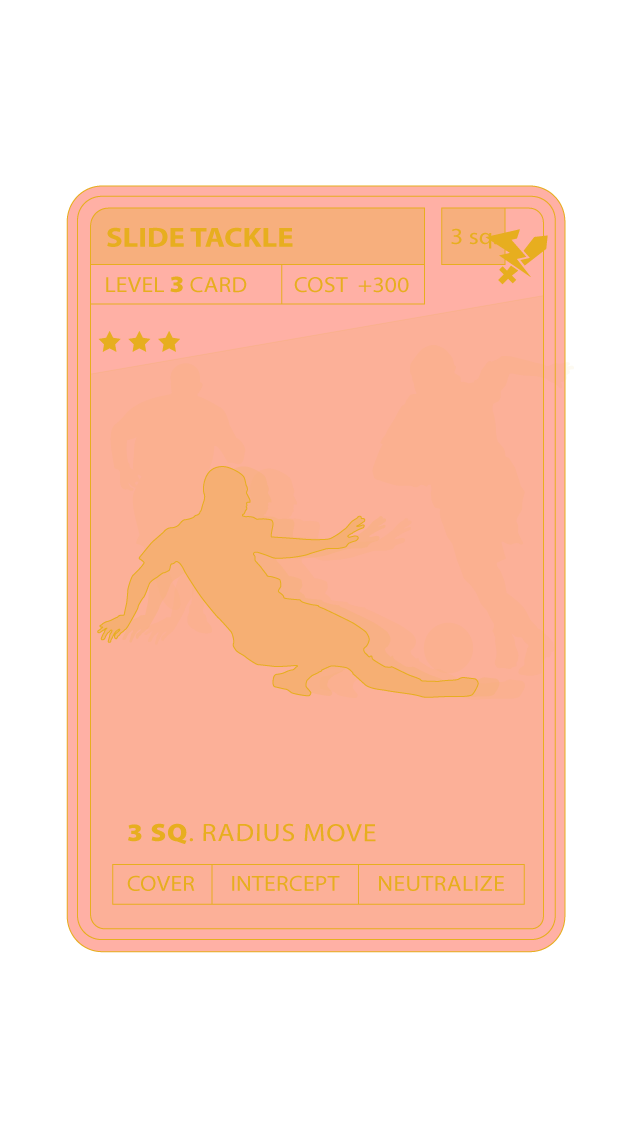 SLIDE TACKLE
3 sq
LEVEL 3 CARD
COST +300
3 SQ. RADIUS MOVE
COVER
INTERCEPT
NEUTRALIZE